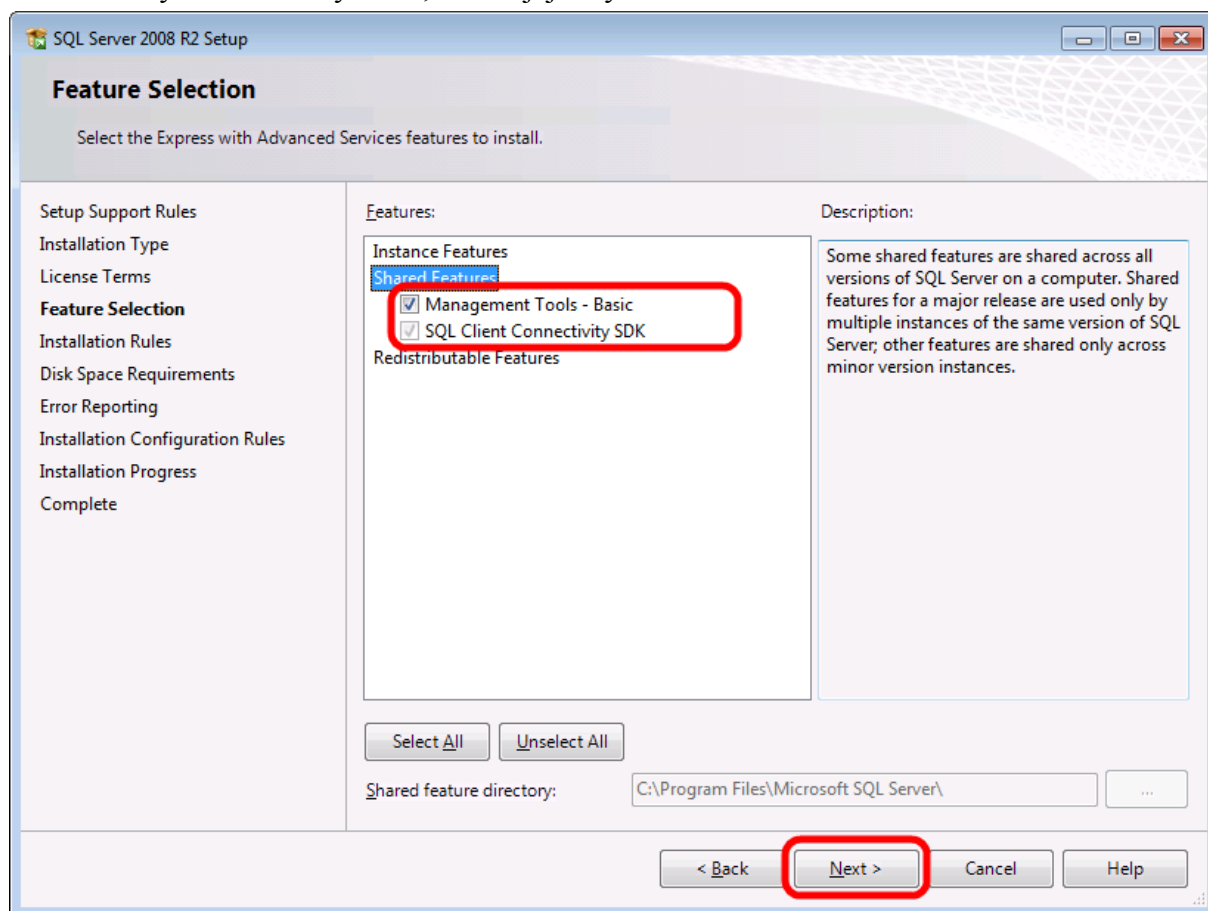 SQL Server 2008 R2 Setup
Feature Selection
Select the Express with Advanced Services features to install.
Setup Support Rules
Installation Type
License Terms
Feature Selection
Installation Rules
Disk Space Requirements
Error Reporting
Installation Configuration Rules
Installation Progress
Complete
Features:
Instance Features
Shared Features
Management Tools - Basic
SQL Client Connectivity SDK
Redistributable Features
Description:
Some shared features are shared across all
versions of SQL Server on a computer. Shared
features for a major release are used only by
multiple instances of the same version of SQL
Server; other features are shared only across
minor version instances.
Select All
Unselect All
Shared feature directory:
C:\Program Files\Microsoft SQL Server\
...
< Back
Next >
Cancel
Help